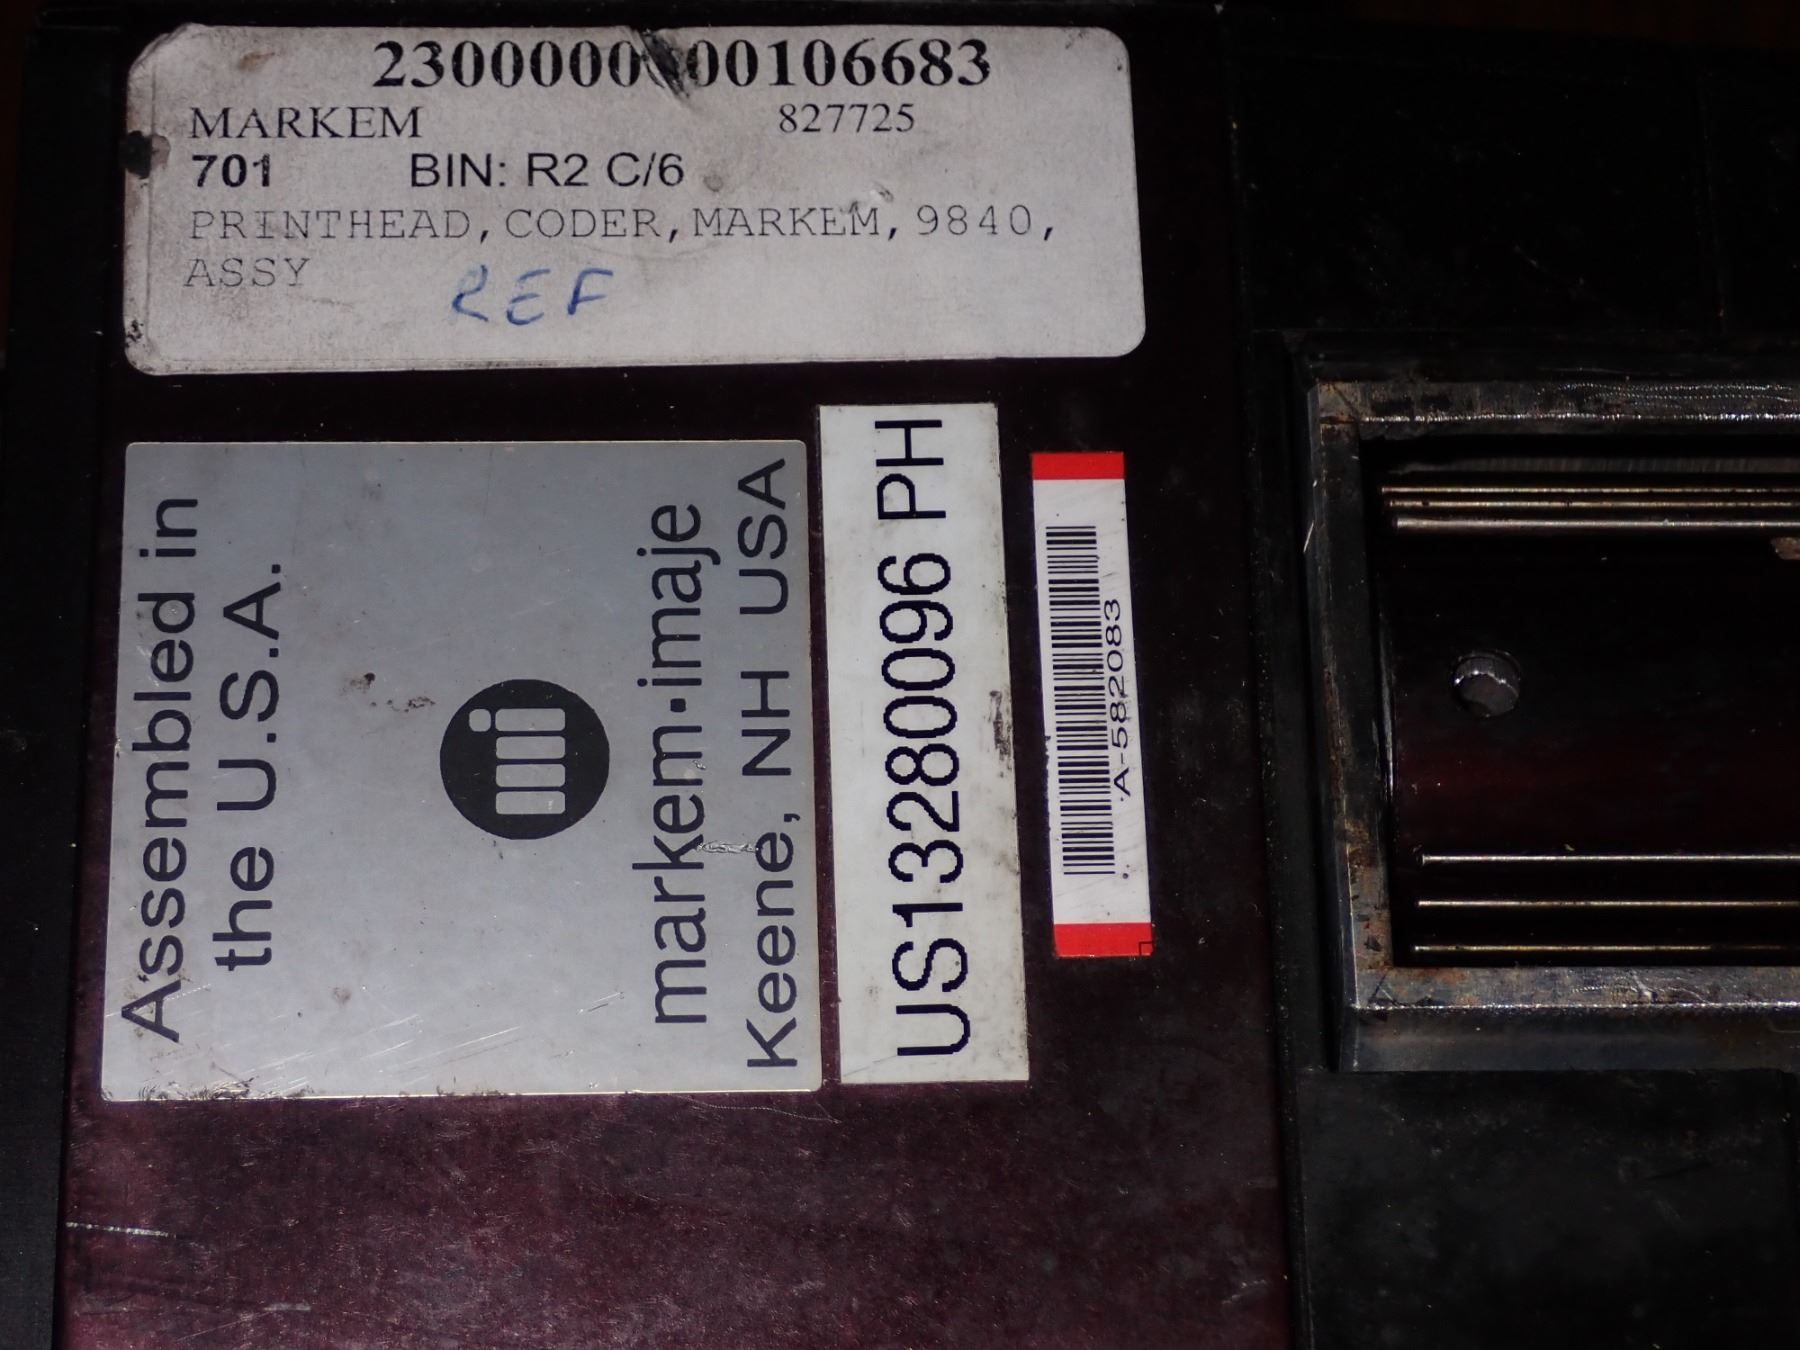 MARKEM 827725
701 BIN: R2 C/6
PRINTHEAD, CODER, MARKEM, 9840,
ASSY REF
Assembled in
the U.S.A.
markem·imaje
Keene, NH USA
US13280096 PH
A-582083